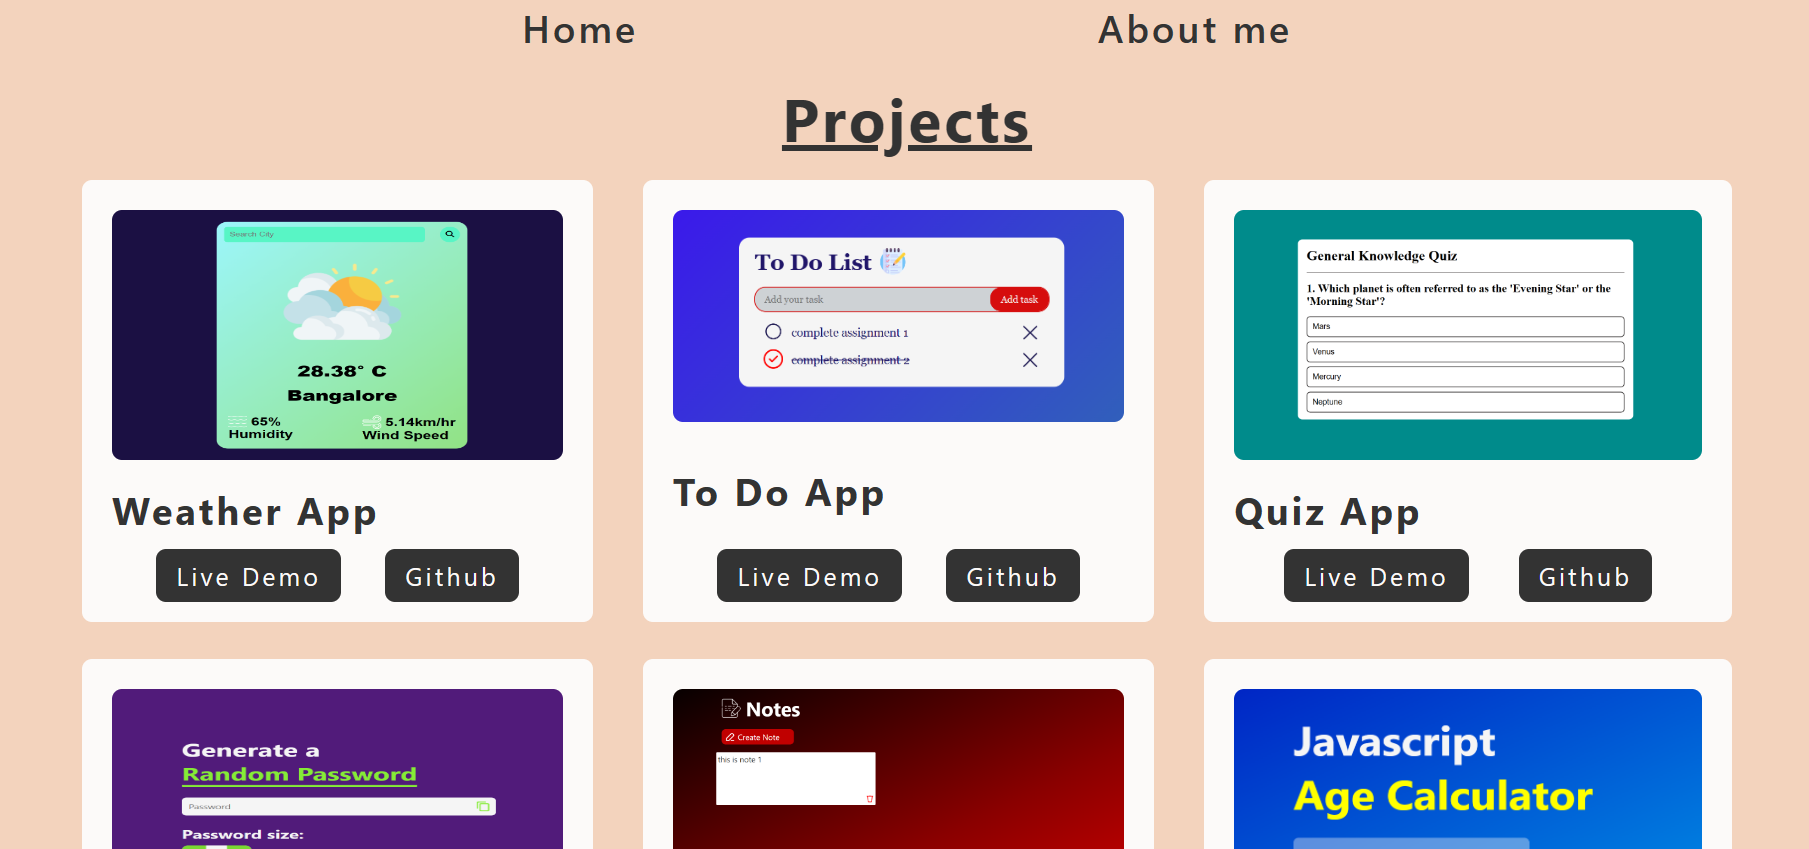 Home
About me
Projects
Search City
28.38° C
Bangalore
65%
Humidity
5.14km/hr
Wind Speed
Weather App
Live Demo
Github
To Do List
Add your task
Add task
complete assignment 1
complete assignment 2
To Do App
Live Demo
Github
General Knowledge Quiz
1. Which planet is often referred to as the 'Evening Star' or the
'Morning Star'?
Mars
Venus
Mercury
Neptune
Quiz App
Live Demo
Github
Generate a
Random Password
Password
Password size:
Notes
Create Note
this is note 1
Javascript
Age Calculator